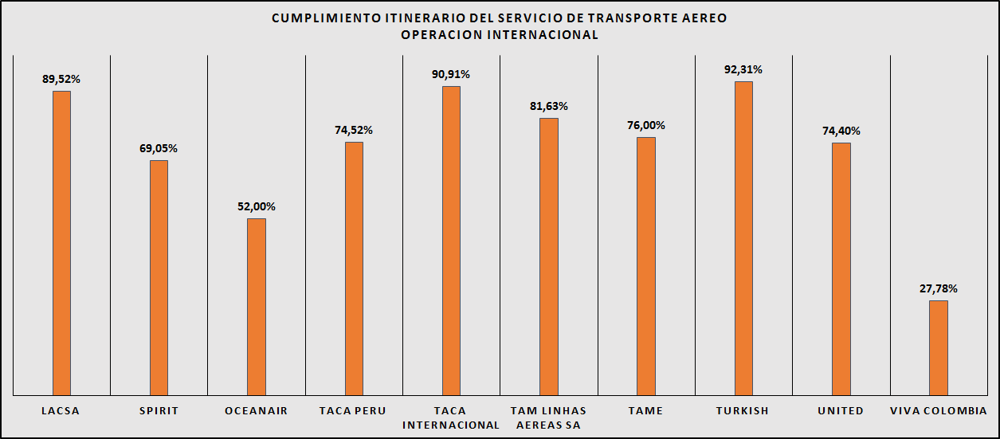 CUMPLIMIENTO ITINERARIO DEL SERVICIO DE TRANSPORTE AEREO
OPERACION INTERNACIONAL
89,52%
69,05%
52,00%
74,52%
90,91%
81,63%
76,00%
92,31%
74,40%
27,78%
LACSA
SPIRIT
OCEANAIR
TACA PERU
TACA
INTERNACIONAL
TAM LINHAS
AEREAS SA
TAME
TURKISH
UNITED
VIVA COLOMBIA